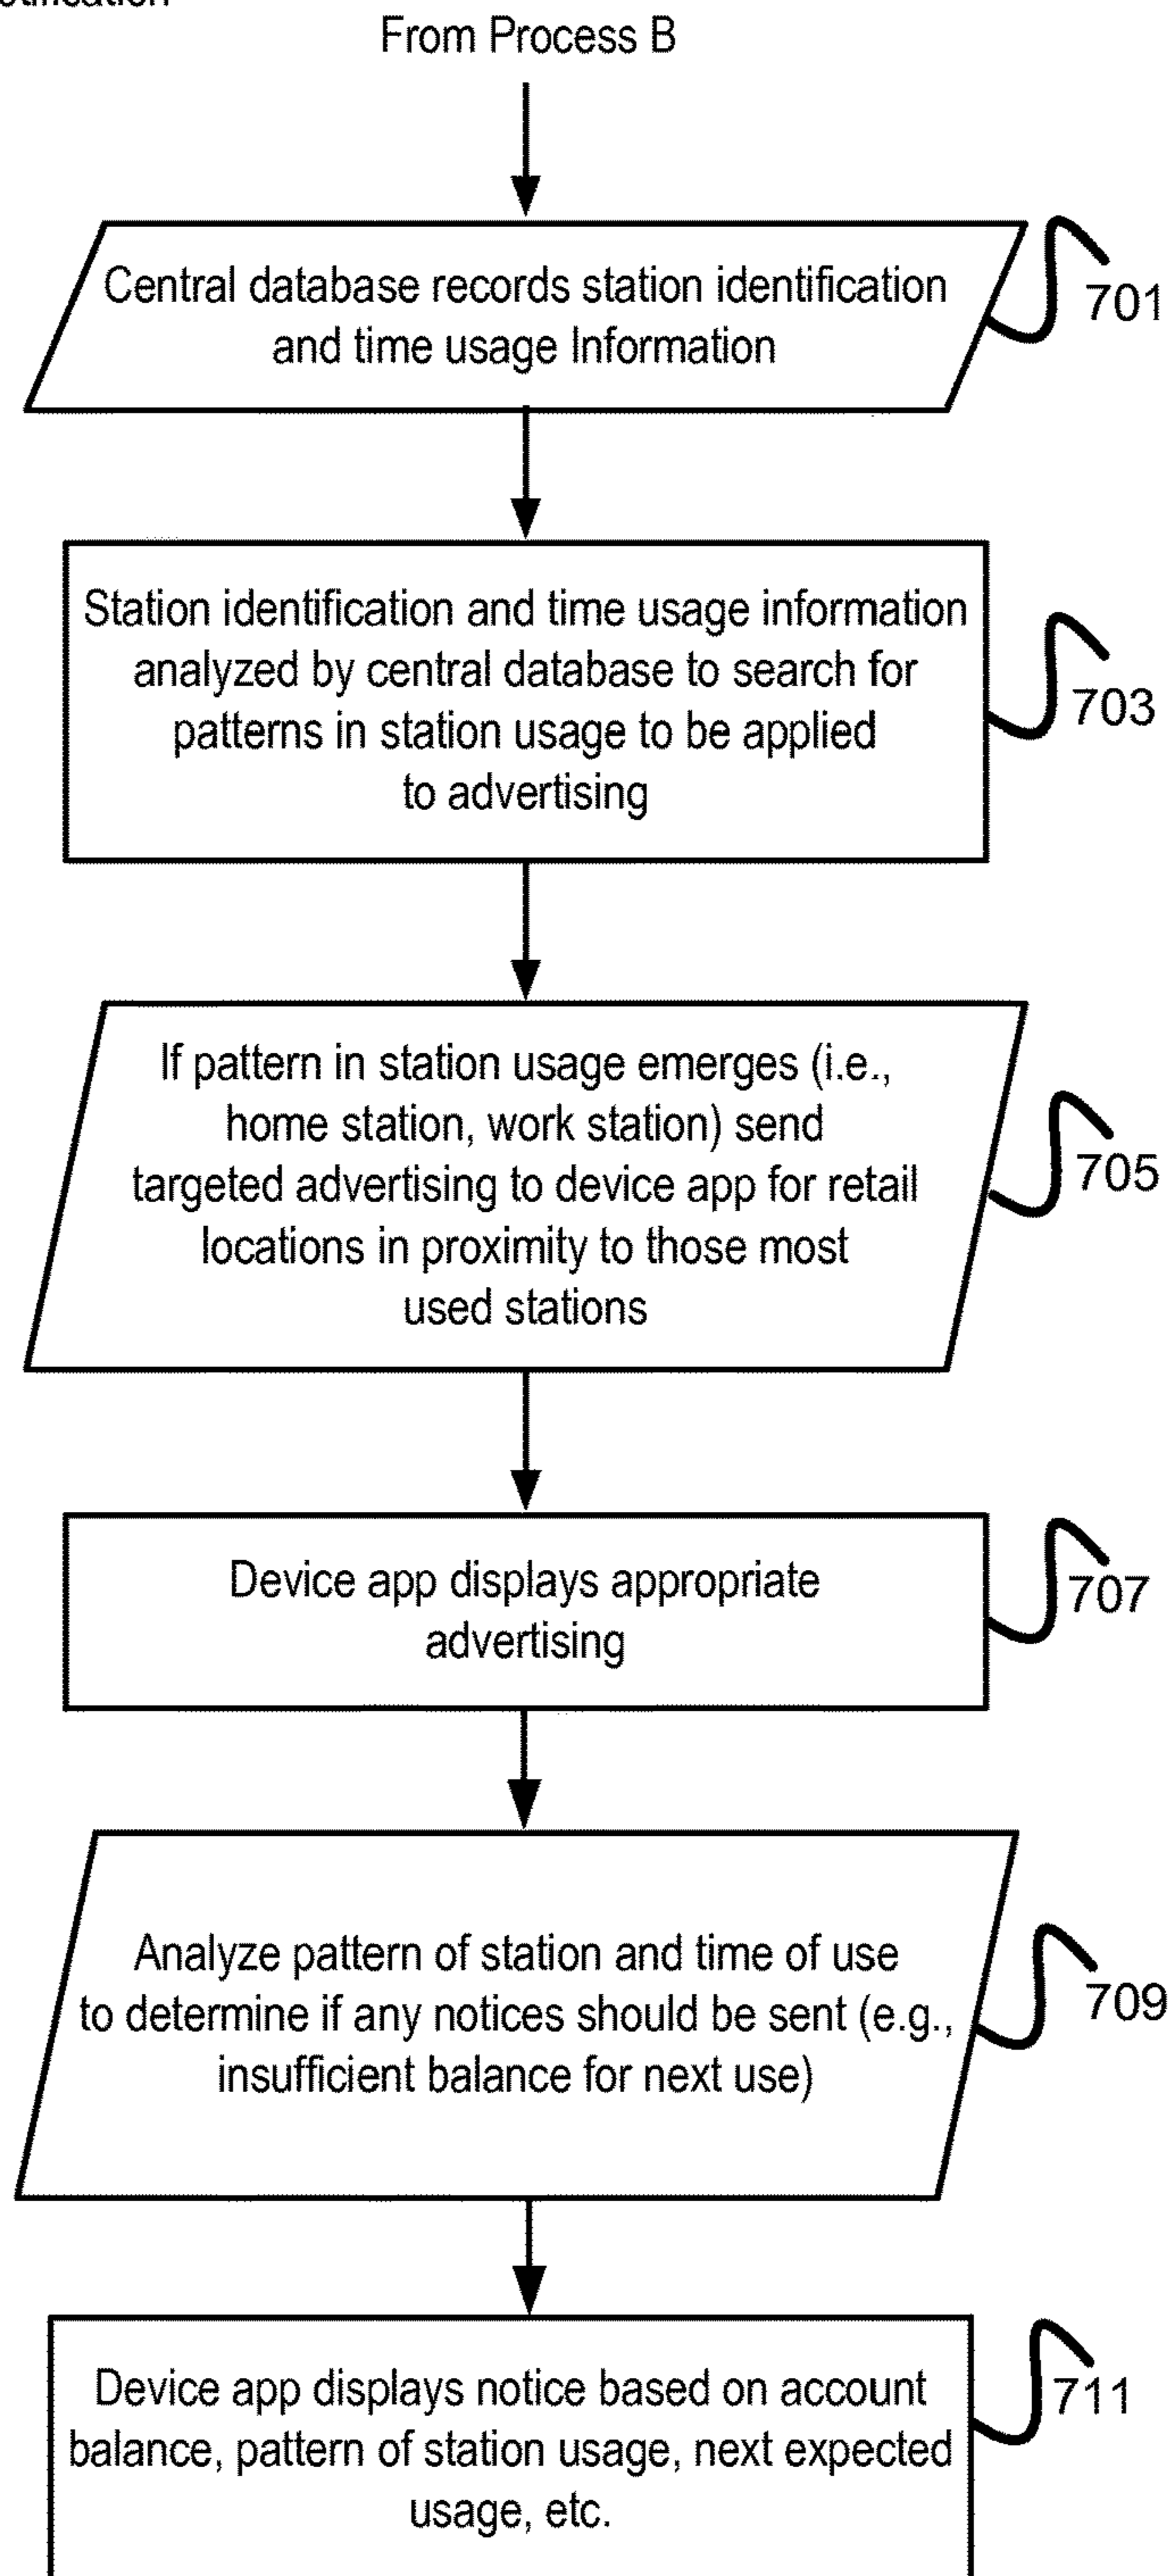 From Process B
Central database records station identification
and time usage Information
701
Station identification and time usage information
analyzed by central database to search for
patterns in station usage to be applied
to advertising
703
If pattern in station usage emerges (i.e.,
home station, work station) send
targeted advertising to device app for retail
locations in proximity to those most
used stations
705
Device app displays appropriate
advertising
707
Analyze pattern of station and time of use
to determine if any notices should be sent (e.g.,
insufficient balance for next use)
709
Device app displays notice based on account
balance, pattern of station usage, next expected
usage, etc.
711